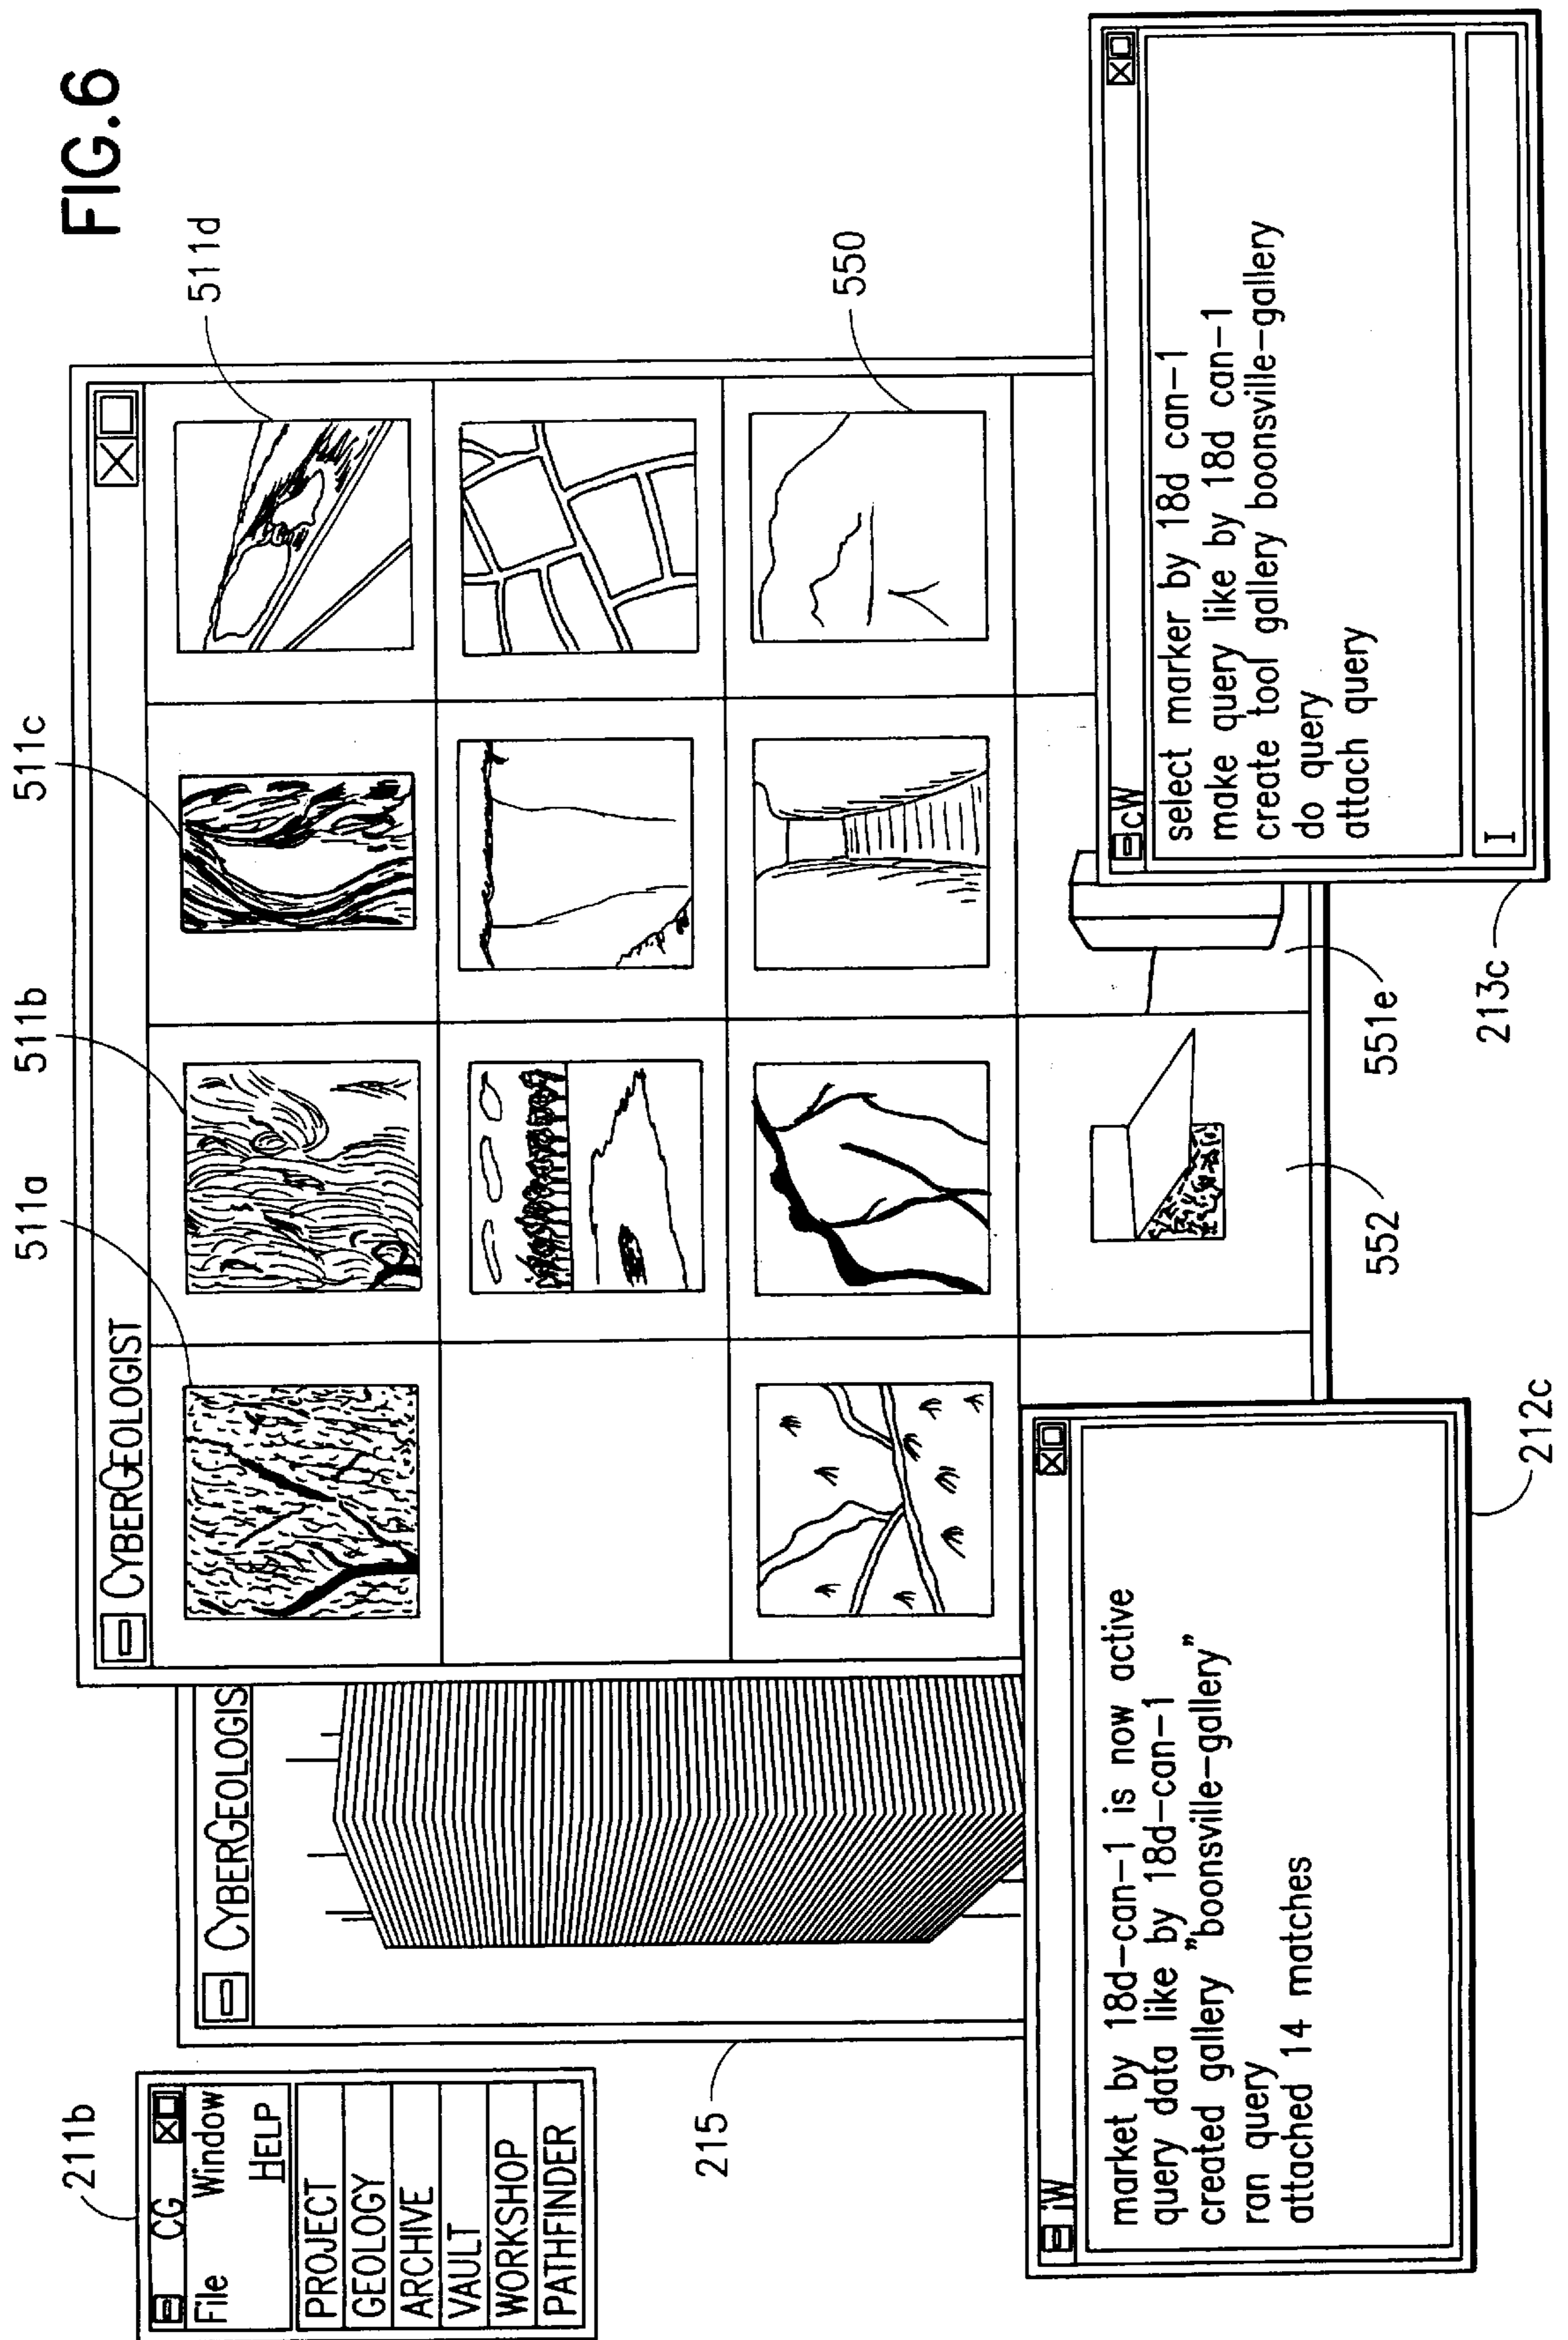 FIG.6
211b
CG
File Window
HELP
PROJECT
GEOLOGY
ARCHIVE
VAULT
WORKSHOP
PATHFINDER
215
CYBERGEOLOGIS
CYBERGEOLOGIST
511a
511b
511c
511d
550
iW
market by 18d-can-1 is now active
query data like by 18d-can-1
created gallery "boonsville-gallery"
ran query
attached 14 matches
212c
552
551e
cW
select marker by 18d can-1
make query like by 18d can-1
create tool gallery boonsville-gallery
do query
attach query
I
213c